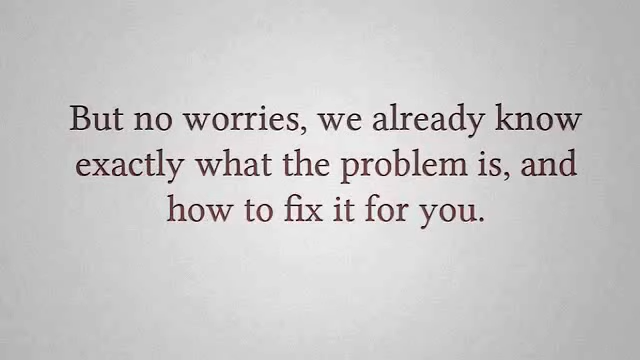 But no worries, we already know
exactly what the problem is, and
how to fix it for you.